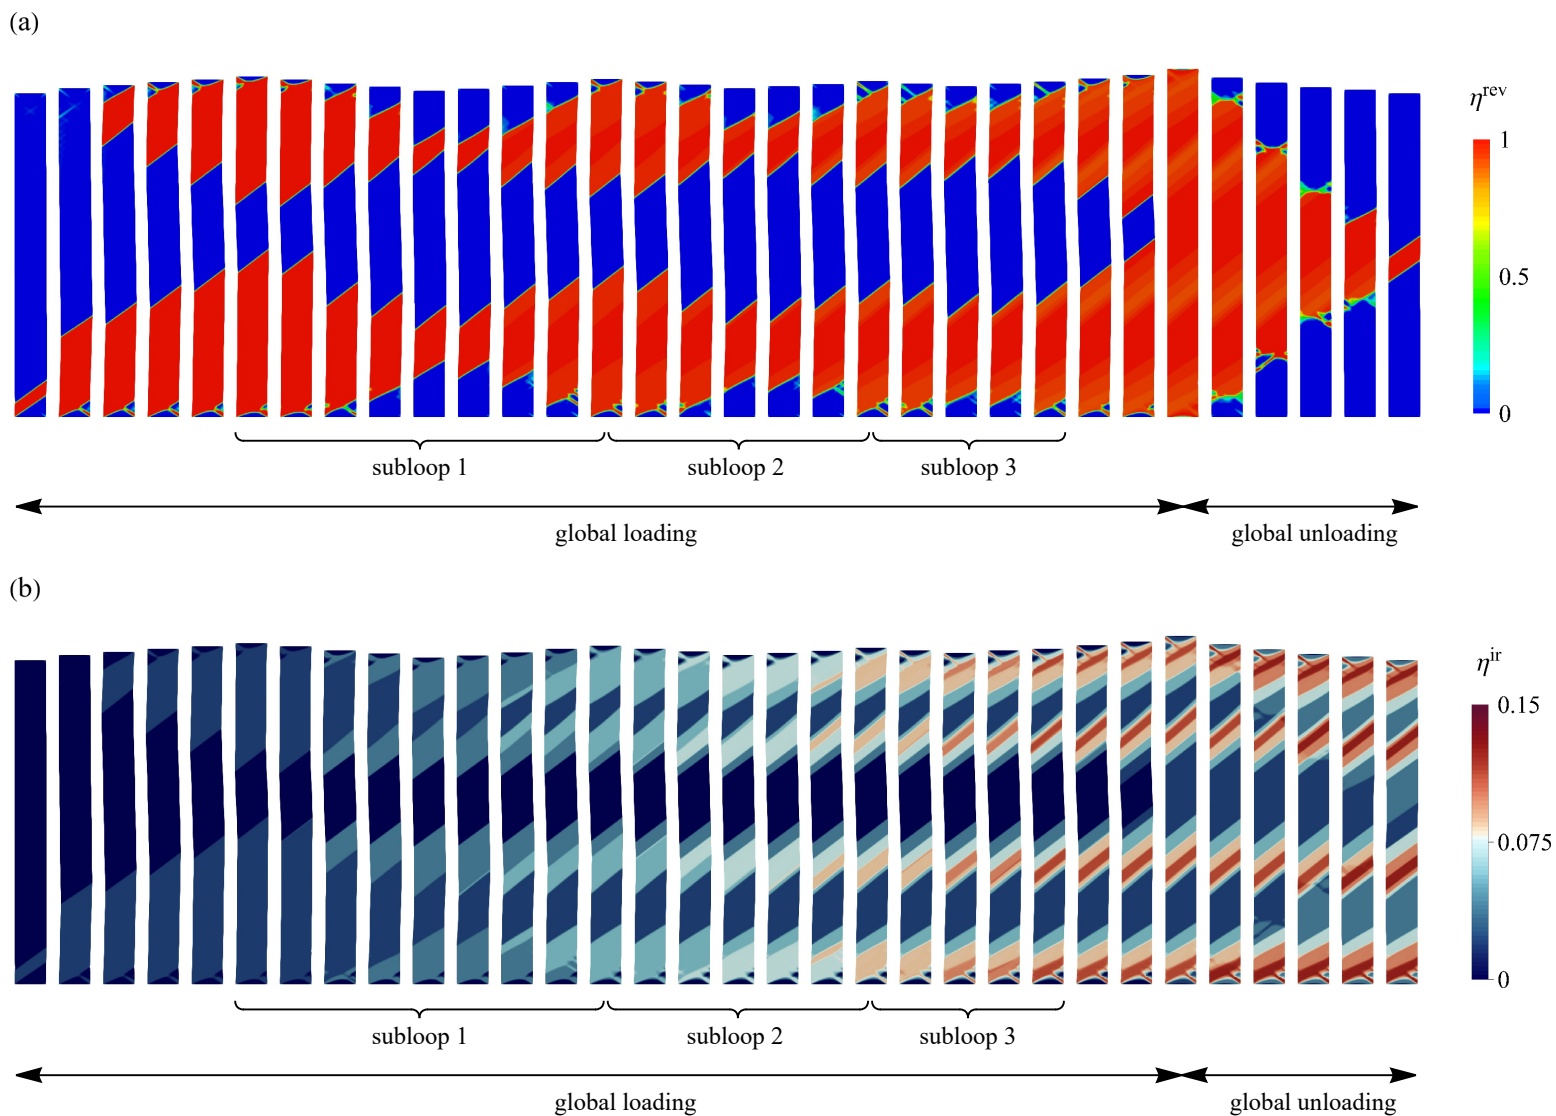 (a)
η^rev
1
0.5
0
subloop 1
subloop 2
subloop 3
global loading
global unloading
(b)
η^ir
0.15
0.075
0
subloop 1
subloop 2
subloop 3
global loading
global unloading